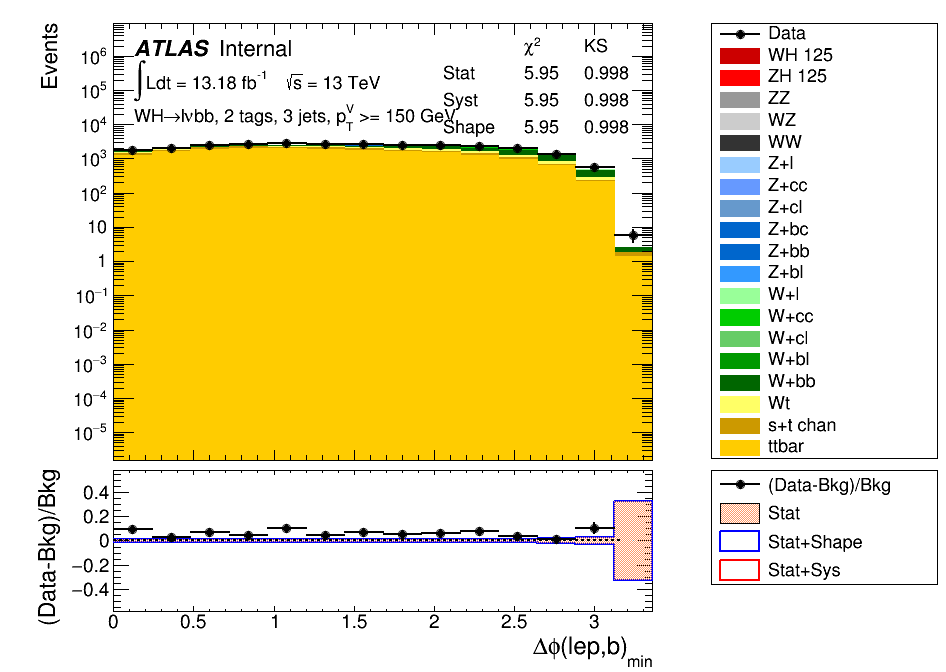 Events
10⁶
10⁵
10⁴
10³
10²
10
1
10⁻¹
10⁻²
10⁻³
10⁻⁴
10⁻⁵
ATLAS Internal
∫Ldt = 13.18 fb⁻¹ √s = 13 TeV
WH→lνbb, 2 tags, 3 jets, p_T^V >= 150 GeV
χ² KS
Stat 5.95 0.998
Syst 5.95 0.998
Shape 5.95 0.998
Data
WH 125
ZH 125
ZZ
WZ
WW
Z+l
Z+cc
Z+cl
Z+bc
Z+bb
Z+bl
W+l
W+cc
W+cl
W+bl
W+bb
Wt
s+t chan
ttbar
(Data-Bkg)/Bkg
0.4
0.2
0
−0.2
−0.4
0 0.5 1 1.5 2 2.5 3
Δϕ(lep,b)_min
(Data-Bkg)/Bkg
Stat
Stat+Shape
Stat+Sys